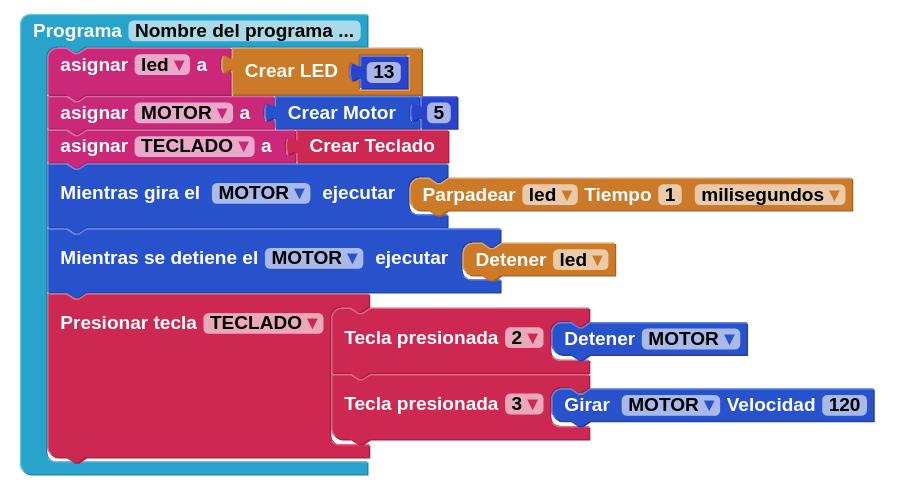 Programa Nombre del programa ...
asignar led ▾ a Crear LED 13
asignar MOTOR ▾ a Crear Motor 5
asignar TECLADO ▾ a Crear Teclado
Mientras gira el MOTOR ▾ ejecutar Parpadear led ▾ Tiempo 1 milisegundos ▾
Mientras se detiene el MOTOR ▾ ejecutar Detener led ▾
Presionar tecla TECLADO ▾ Tecla presionada 2 ▾ Detener MOTOR ▾
Tecla presionada 3 ▾ Girar MOTOR ▾ Velocidad 120